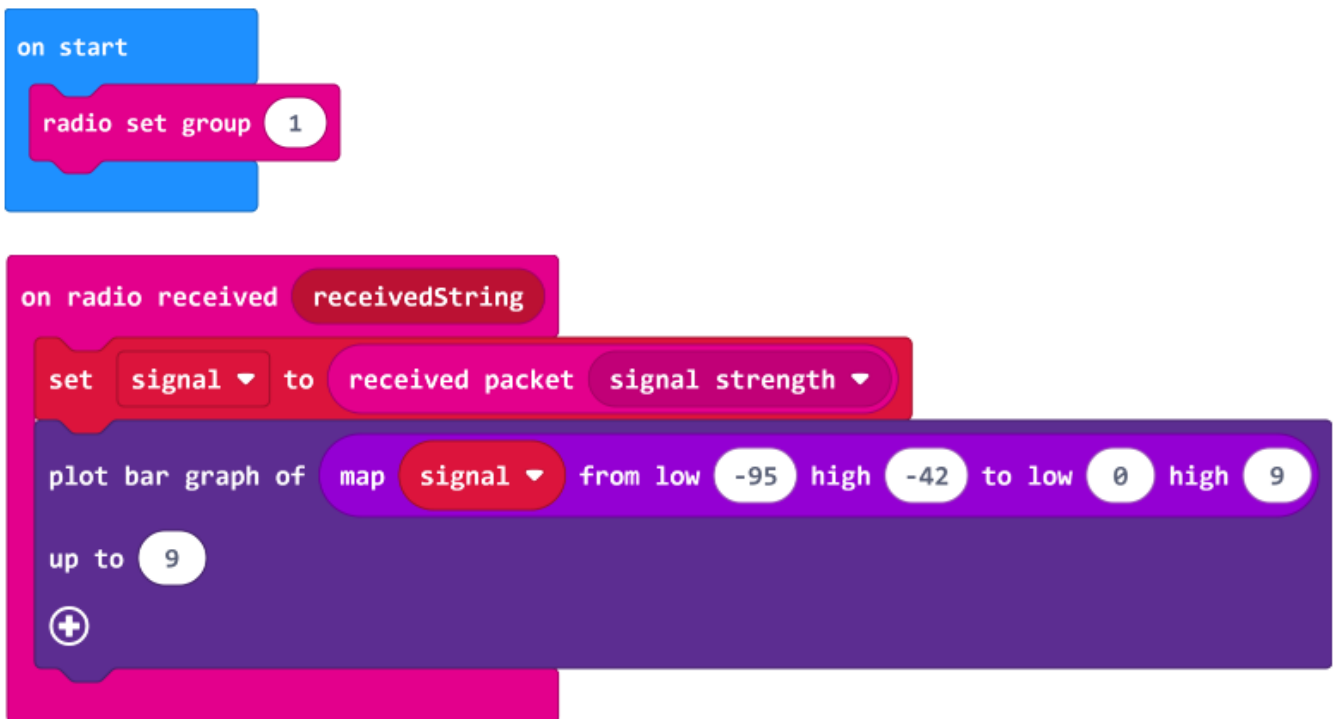 on start
radio set group 1
on radio received receivedString
set signal to received packet signal strength
plot bar graph of map signal from low -95 high -42 to low 0 high 9
up to 9